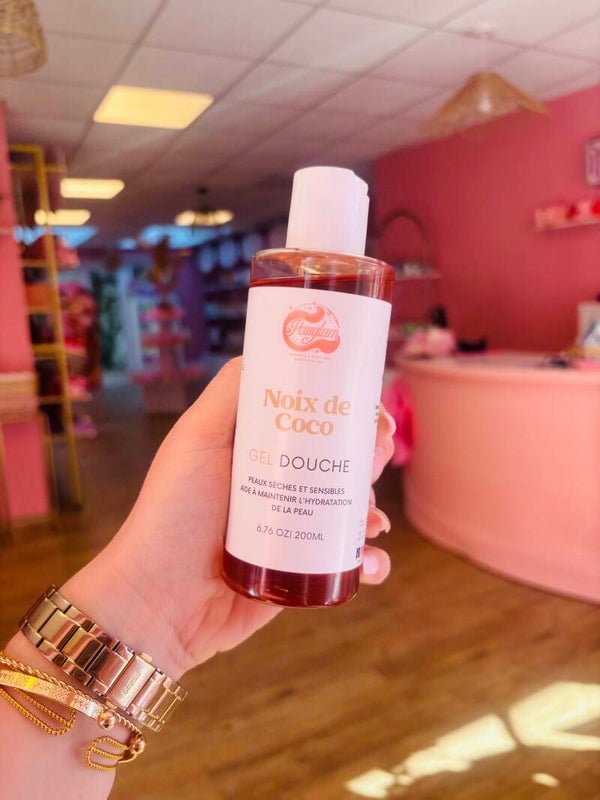 Pinuglam
Noix de
Coco
GEL DOUCHE
PEAUX SÈCHES ET SENSIBLES
AIDE À MAINTENIR L'HYDRATATION
DE LA PEAU
6.76 OZ| 200ML